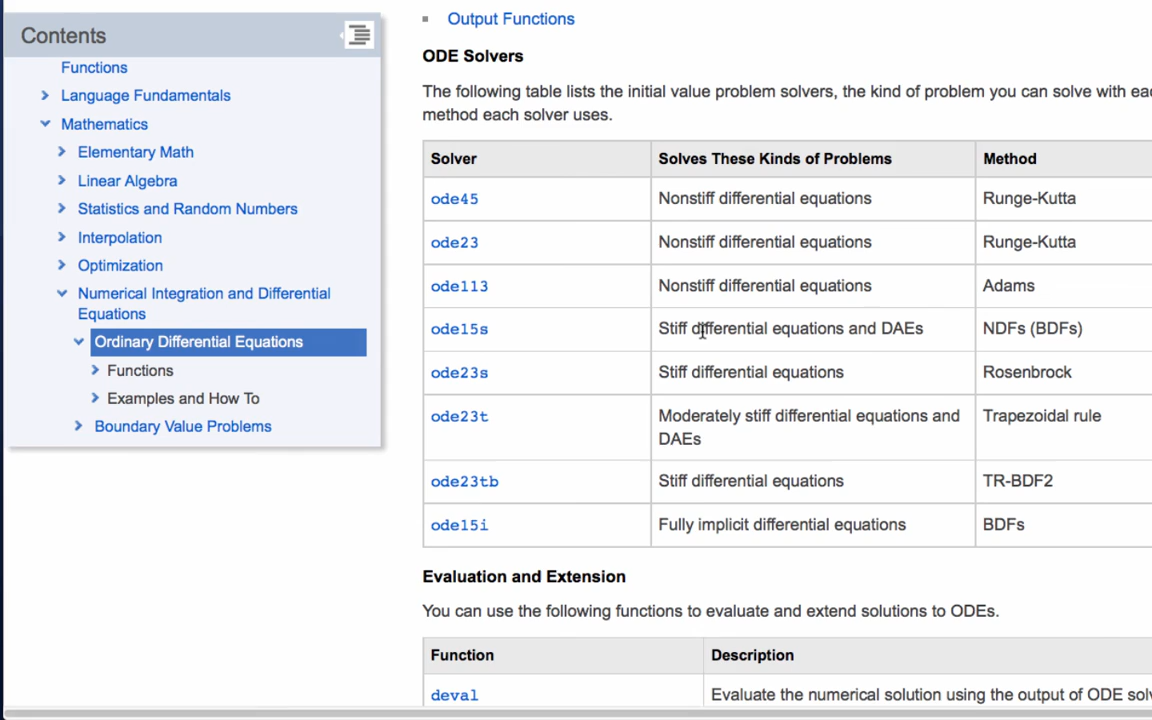 Contents
Functions
Language Fundamentals
Mathematics
Elementary Math
Linear Algebra
Statistics and Random Numbers
Interpolation
Optimization
Numerical Integration and Differential
Equations
Ordinary Differential Equations
Functions
Examples and How To
Boundary Value Problems
Output Functions
ODE Solvers
The following table lists the initial value problem solvers, the kind of problem you can solve with
method each solver uses.
Solver Solves These Kinds of Problems Method
ode45 Nonstiff differential equations Runge-Kutta
ode23 Nonstiff differential equations Runge-Kutta
ode113 Nonstiff differential equations Adams
ode15s Stiff differential equations and DAEs NDFs (BDFs)
ode23s Stiff differential equations Rosenbrock
ode23t Moderately stiff differential equations and Trapezoidal rule
DAEs
ode23tb Stiff differential equations TR-BDF2
ode15i Fully implicit differential equations BDFs
Evaluation and Extension
You can use the following functions to evaluate and extend solutions to ODEs.
Function Description
deval Evaluate the numerical solution using the output of ODE